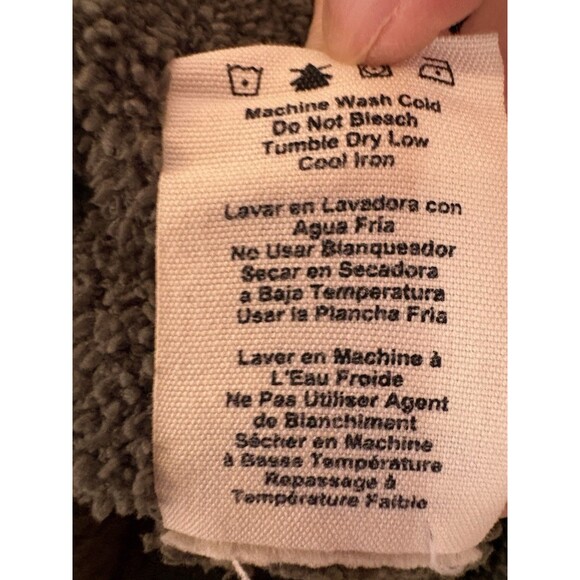 Machine Wash Cold
Do Not Bleach
Tumble Dry Low
Cool Iron
Lavar en Lavadora con
Agua Fría
No Usar Blanqueador
Secar en Secadora
a Baja Temperatura
Usar la Plancha Fría
Laver en Machine à
L'Eau Froide
Ne Pas Utiliser Agent
de Blanchiment
Sécher en Machine
à Basse Température
Repassage à
Température Faible